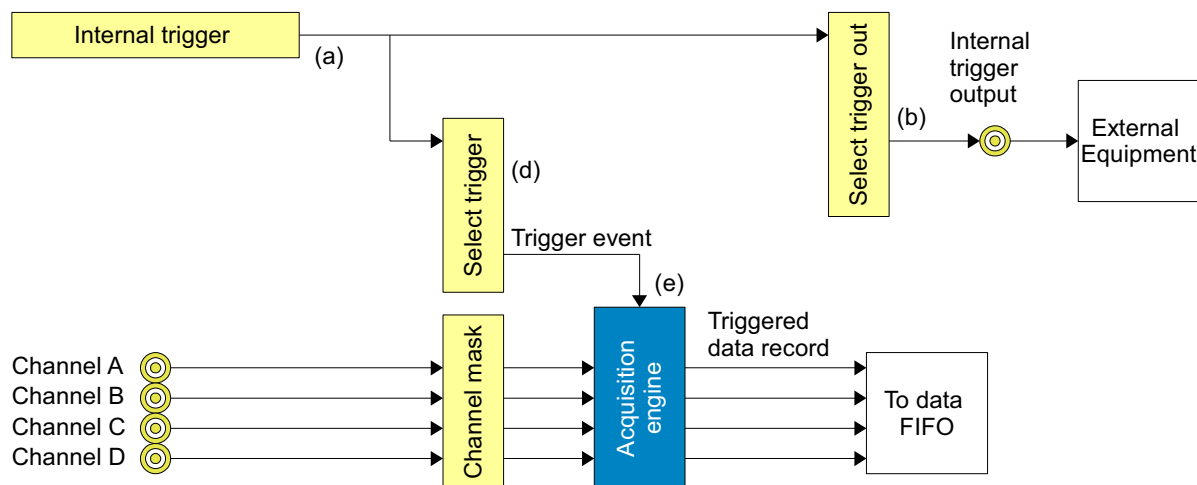 Internal trigger
(a)
Select trigger out
Internal
trigger
output
(b)
External
Equipment
Select trigger
(d)
Trigger event
(e)
Channel A
Channel B
Channel C
Channel D
Channel mask
Acquisition
engine
Triggered
data record
To data
FIFO